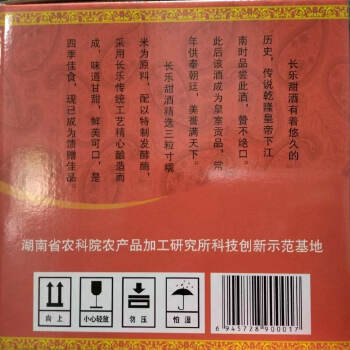 长乐甜酒有着悠久的
历史，传说乾隆皇帝下江
南时品尝此酒，赞不绝口。
此后该酒成为皇室贡品，常
年供奉朝廷，美誉满天下。
长乐甜酒精选三粒寸糯
米为原料，配以特制发酵酶，
采用长乐传统工艺精心酿造而
成，味道甘甜，鲜美可口，是
四季佳食，现已成为馈赠佳品。
湖南省农科院农产品加工研究所科技创新示范基地
向上
小心轻放
勿压
怕湿
6945728900017